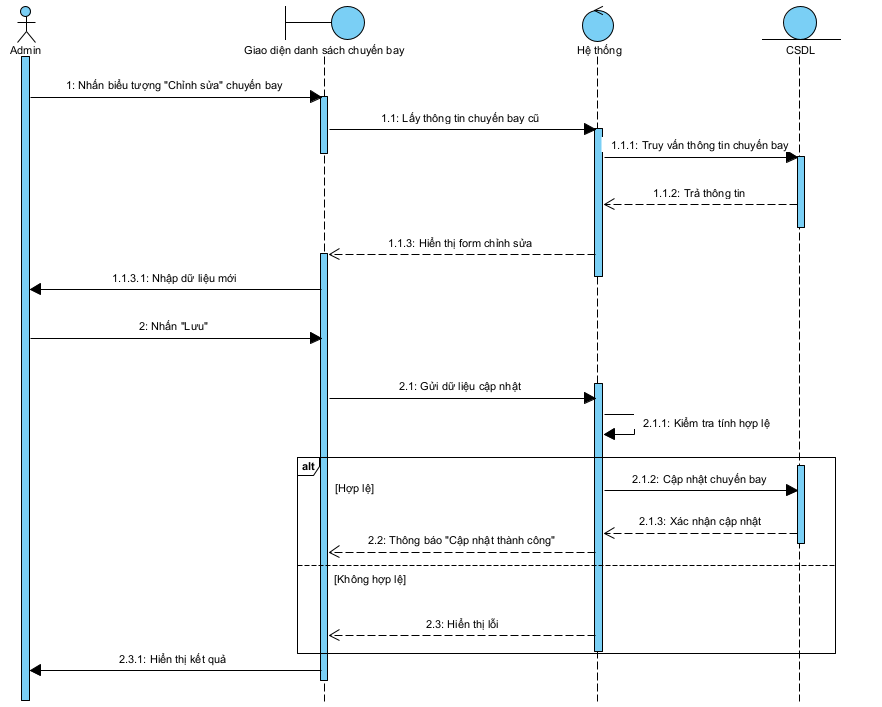 Admin
Giao diện danh sách chuyến bay
Hệ thống
CSDL
1: Nhấn biểu tượng "Chỉnh sửa" chuyến bay
1.1: Lấy thông tin chuyến bay cũ
1.1.1: Truy vấn thông tin chuyến bay
1.1.2: Trả thông tin
1.1.3: Hiển thị form chỉnh sửa
1.1.3.1: Nhập dữ liệu mới
2: Nhấn "Lưu"
2.1: Gửi dữ liệu cập nhật
2.1.1: Kiểm tra tính hợp lệ
alt
2.1.2: Cập nhật chuyến bay
[Hợp lệ]
2.1.3: Xác nhận cập nhật
2.2: Thông báo "Cập nhật thành công"
[Không hợp lệ]
2.3: Hiển thị lỗi
2.3.1: Hiển thị kết quả